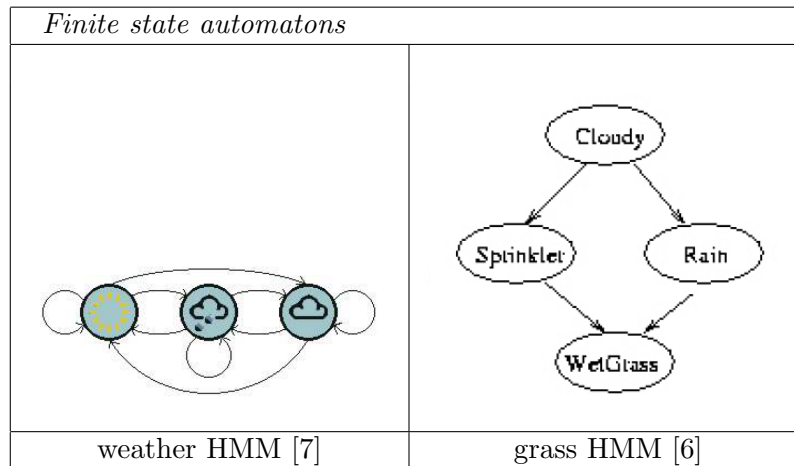 Finite state automatons
Cloudy
Sprinkler Rain
WetGrass
weather HMM [7] grass HMM [6]